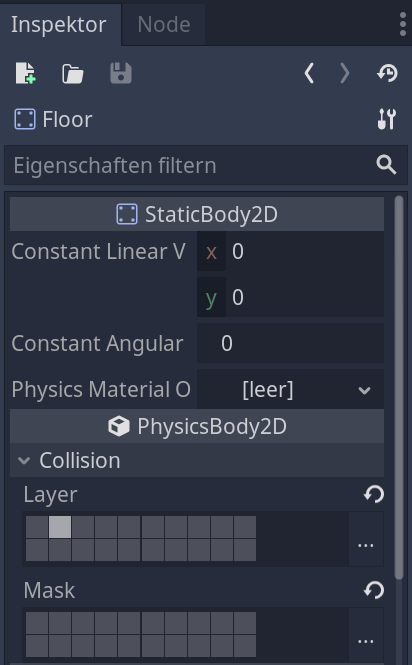 Inspektor Node
Floor
Eigenschaften filtern
StaticBody2D
Constant Linear V x 0
y 0
Constant Angular 0
Physics Material O [leer]
PhysicsBody2D
Collision
Layer
...
Mask
...